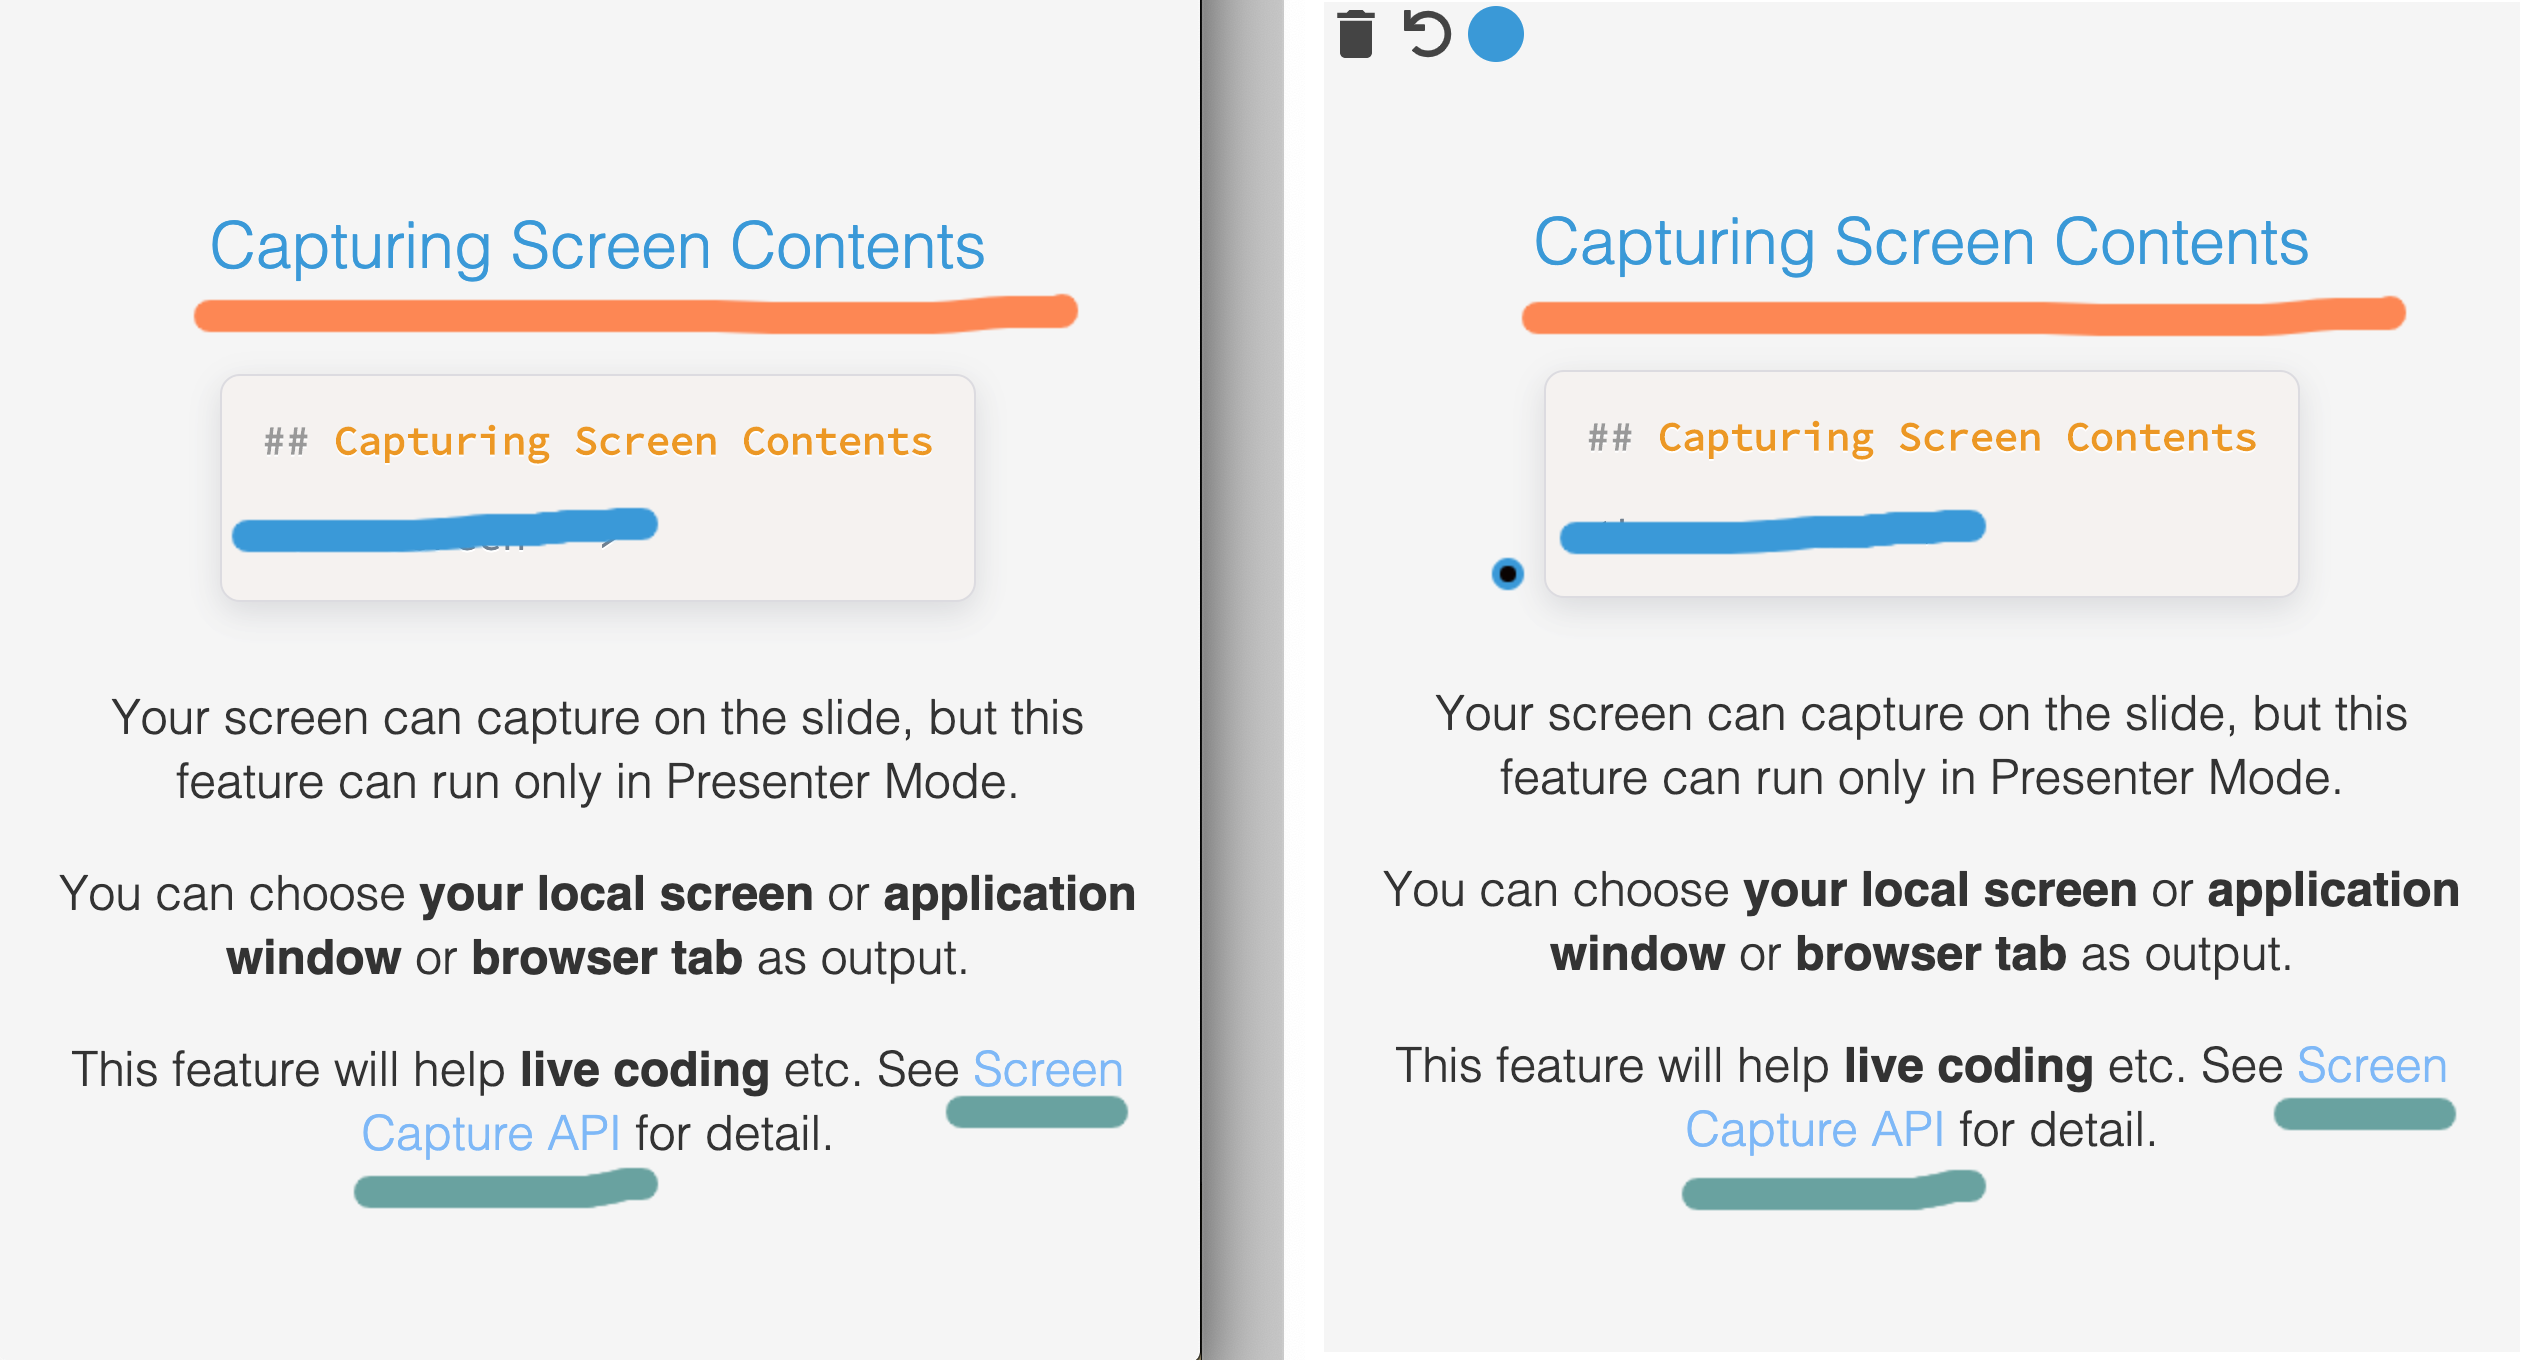 Capturing Screen Contents
## Capturing Screen Contents
Your screen can capture on the slide, but this
feature can run only in Presenter Mode.
You can choose your local screen or application
window or browser tab as output.
This feature will help live coding etc. See Screen
Capture API for detail.
Capturing Screen Contents
## Capturing Screen Contents
Your screen can capture on the slide, but this
feature can run only in Presenter Mode.
You can choose your local screen or application
window or browser tab as output.
This feature will help live coding etc. See Screen
Capture API for detail.